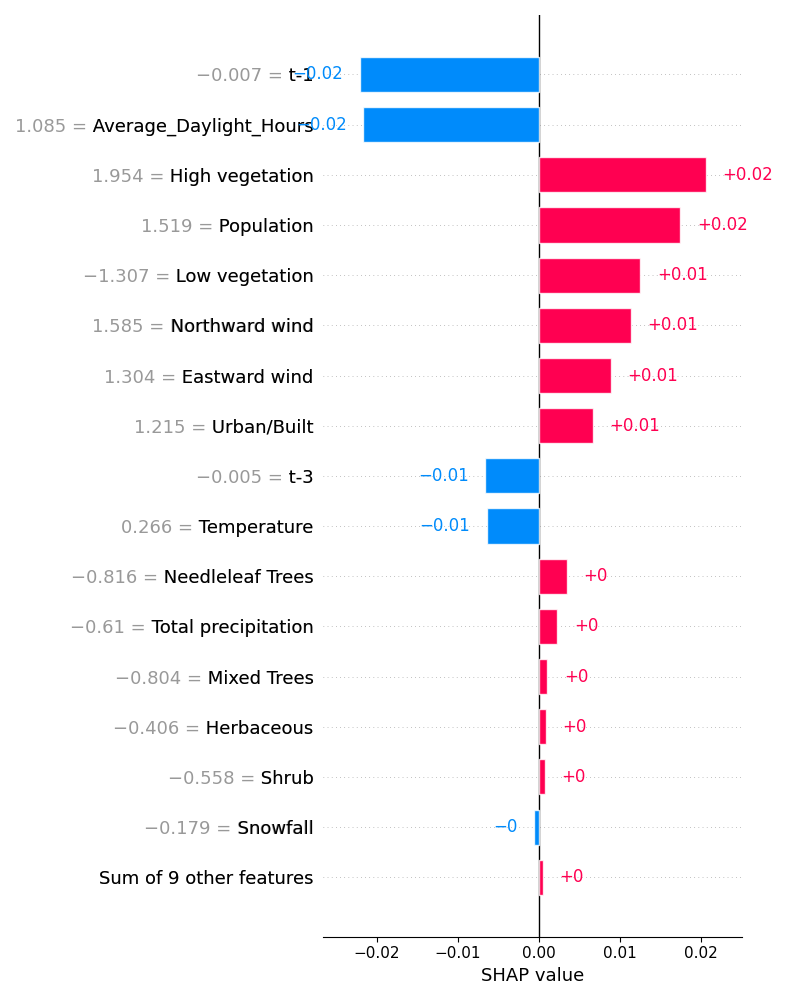 −0.007 = t-1 −0.02
1.085 = Average_Daylight_Hours −0.02
1.954 = High vegetation +0.02
1.519 = Population +0.02
−1.307 = Low vegetation +0.01
1.585 = Northward wind +0.01
1.304 = Eastward wind +0.01
1.215 = Urban/Built +0.01
−0.005 = t-3 −0.01
0.266 = Temperature −0.01
−0.816 = Needleleaf Trees +0
−0.61 = Total precipitation +0
−0.804 = Mixed Trees +0
−0.406 = Herbaceous +0
−0.558 = Shrub +0
−0.179 = Snowfall −0
Sum of 9 other features +0
−0.02 −0.01 0.00 0.01 0.02
SHAP value